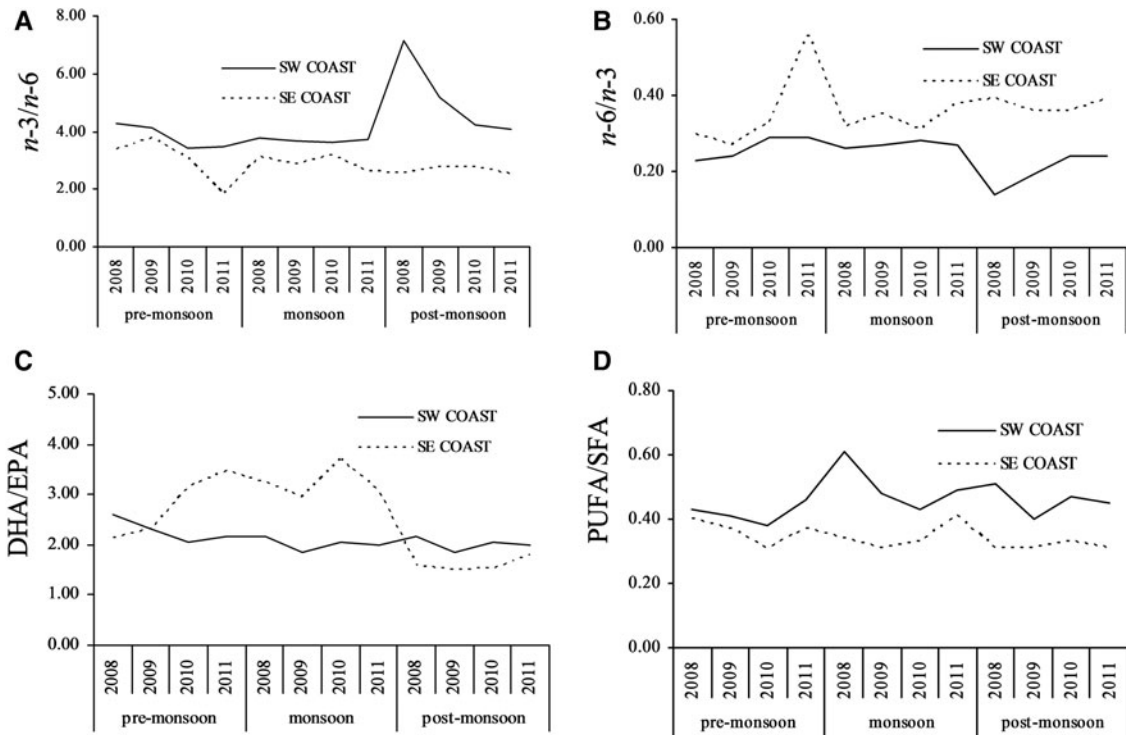 A
n-3/n-6
8.00
6.00
4.00
2.00
0.00
SW COAST
SE COAST
2008 2009 2010 2011 2008 2009 2010 2011 2008 2009 2010 2011
pre-monsoon monsoon post-monsoon
B
n-6/n-3
0.60
0.40
0.20
0.00
SW COAST
SE COAST
2008 2009 2010 2011 2008 2009 2010 2011 2008 2009 2010 2011
pre-monsoon monsoon post-monsoon
C
DHA/EPA
5.00
4.00
3.00
2.00
1.00
0.00
SW COAST
SE COAST
2008 2009 2010 2011 2008 2009 2010 2011 2008 2009 2010 2011
pre-monsoon monsoon post-monsoon
D
PUFA/SFA
0.80
0.60
0.40
0.20
0.00
SW COAST
SE COAST
2008 2009 2010 2011 2008 2009 2010 2011 2008 2009 2010 2011
pre-monsoon monsoon post-monsoon